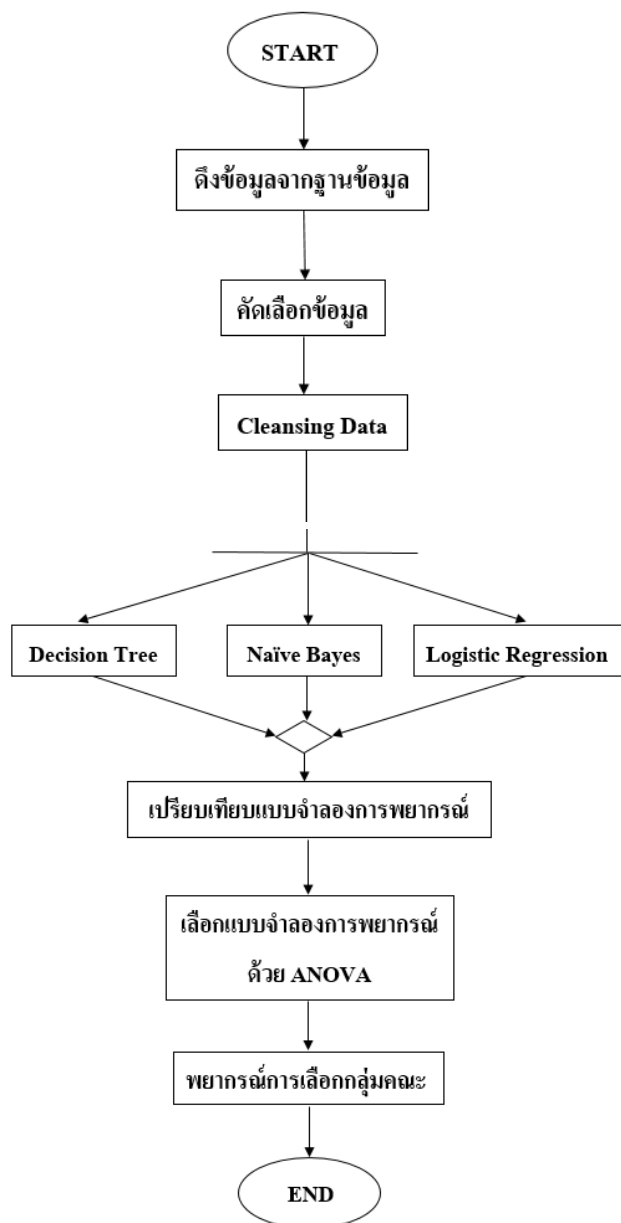 START
ดึงข้อมูลจากฐานข้อมูล
คัดเลือกข้อมูล
Cleansing Data
Decision Tree
Naïve Bayes
Logistic Regression
เปรียบเทียบแบบจำลองการพยากรณ์
เลือกแบบจำลองการพยากรณ์
ด้วย ANOVA
พยากรณ์การเลือกกลุ่มคณะ
END